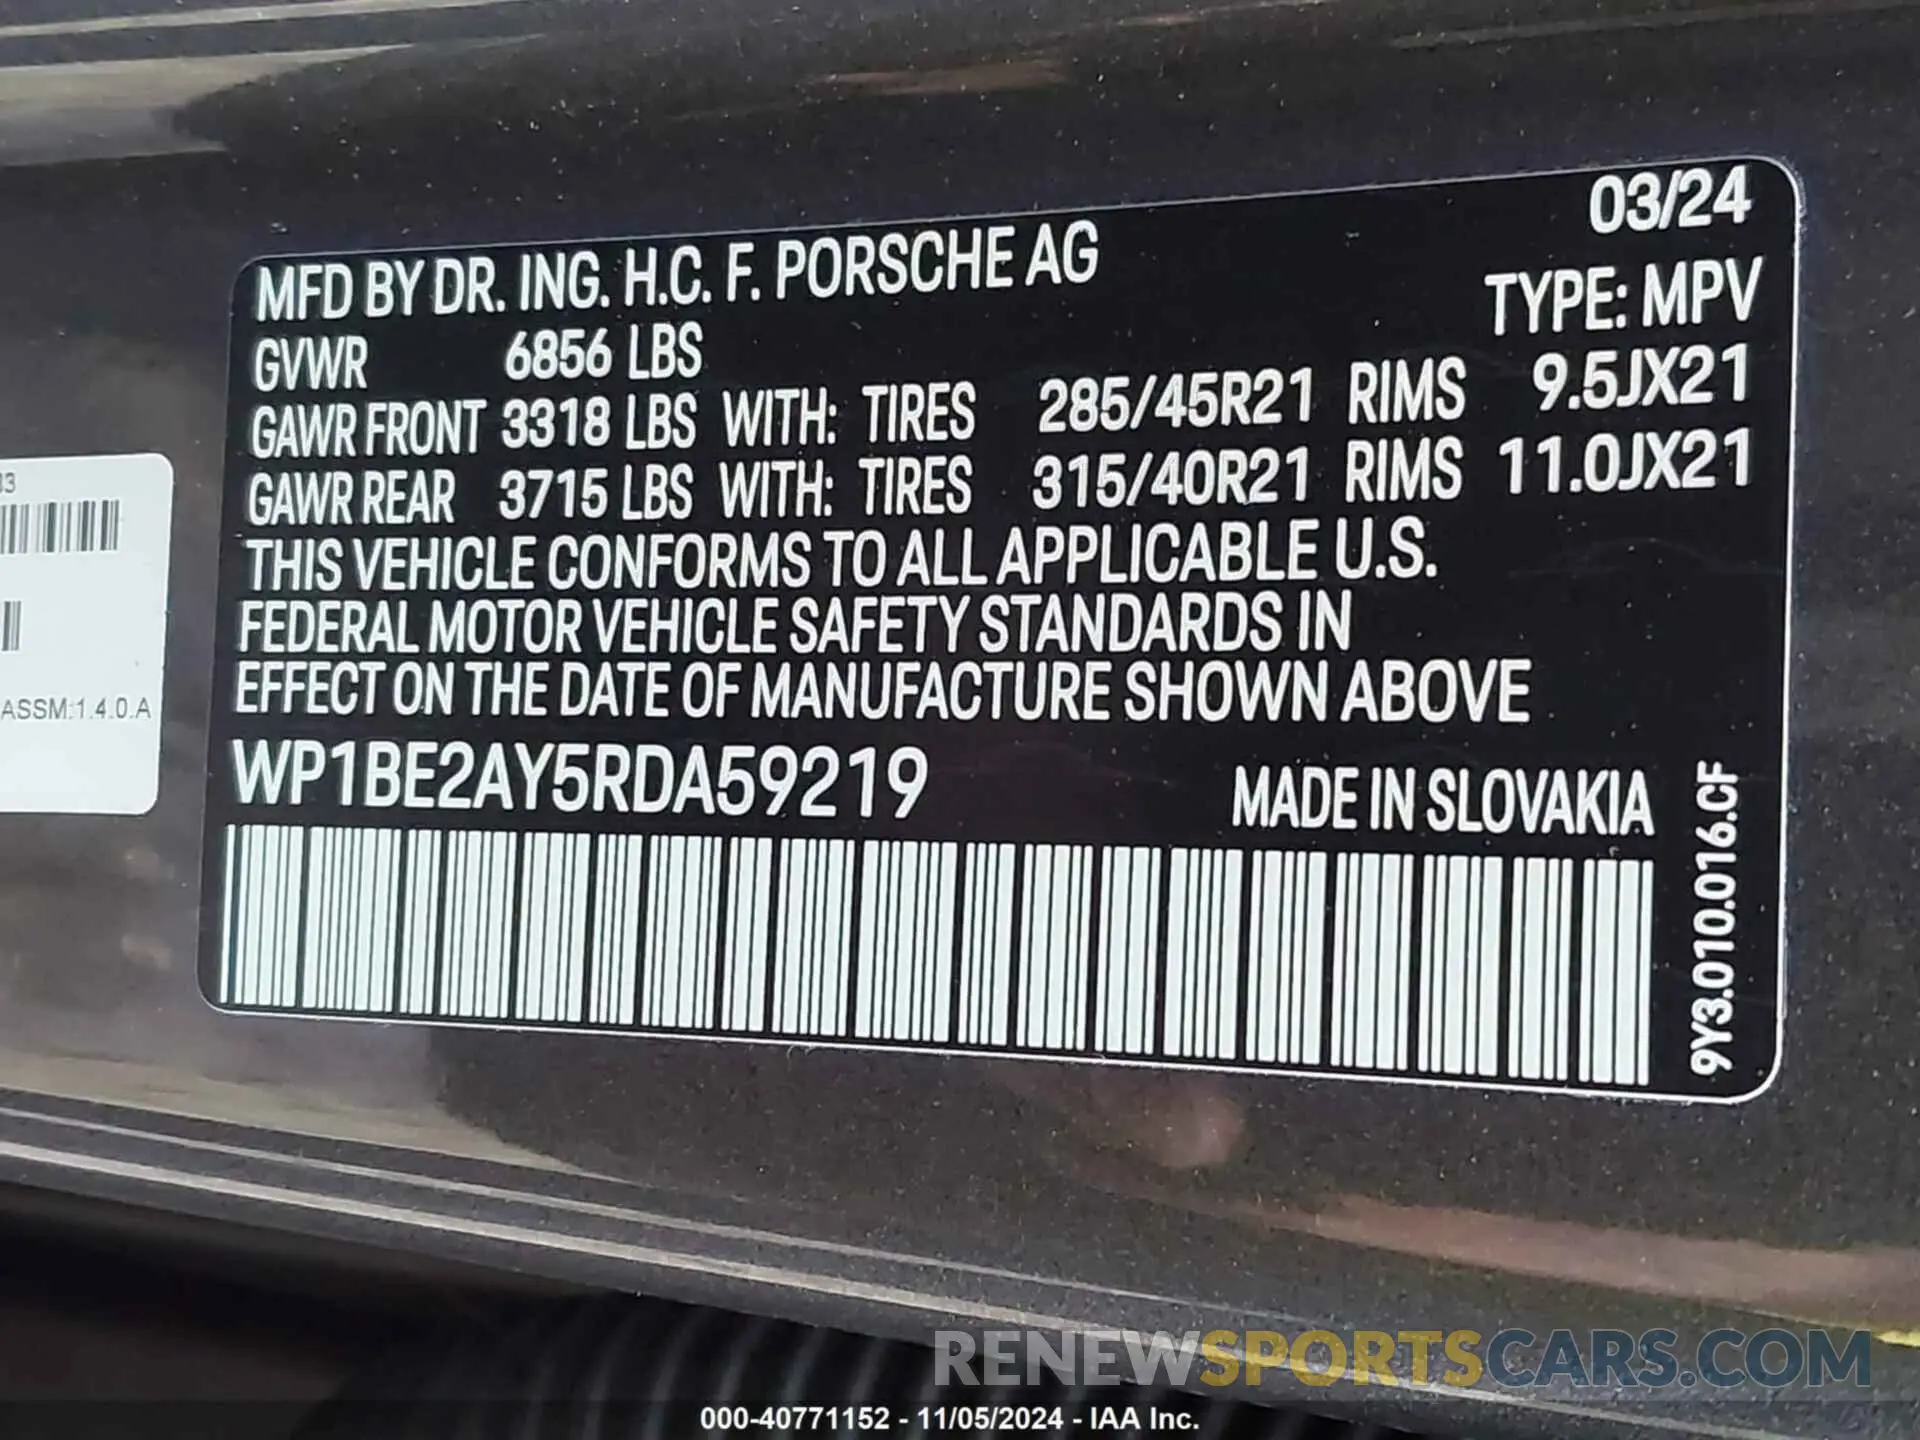 03/24
MFD BY DR. ING. H.C. F. PORSCHE AG
TYPE: MPV
GVWR 6856 LBS
GAWR FRONT 3318 LBS WITH: TIRES 285/45R21 RIMS 9.5JX21
GAWR REAR 3715 LBS WITH: TIRES 315/40R21 RIMS 11.0JX21
THIS VEHICLE CONFORMS TO ALL APPLICABLE U.S.
FEDERAL MOTOR VEHICLE SAFETY STANDARDS IN
EFFECT ON THE DATE OF MANUFACTURE SHOWN ABOVE
WP1BE2AY5RDA59219
MADE IN SLOVAKIA
9Y3.010.016.CF
ASSM:1.4.0.A
RENEWSPORTSCARS.COM
000-40771152 - 11/05/2024 - IAA Inc.